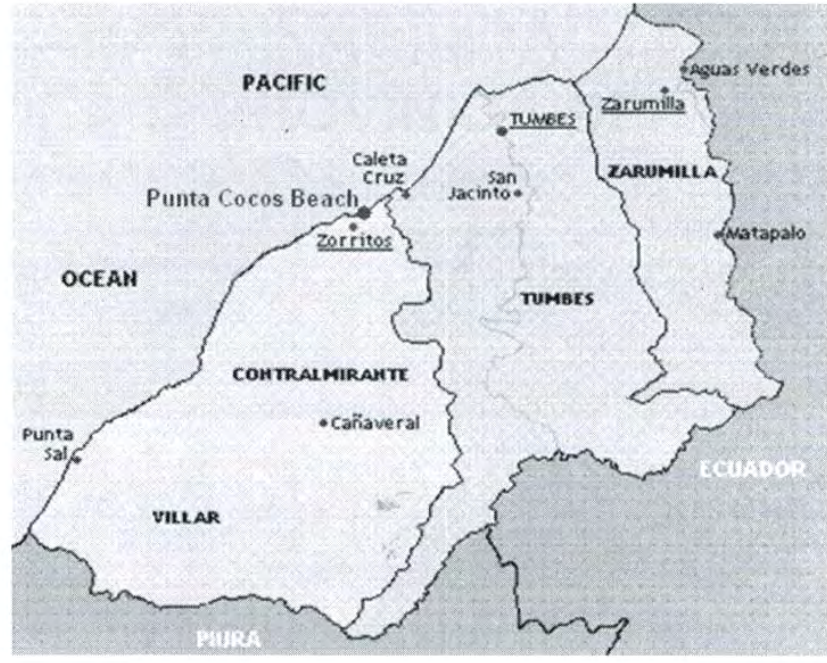 PACIFIC
Aguas Verdes
Zarumilla
TUMBES
Caleta
Cruz
San
Jacinto
ZARUMILLA
Punta Cocos Beach
Zorritos
Matapalo
OCEAN
TUMBES
CONTRALMIRANTE
Cañaveral
Punta
Sal
ECUADOR
VILLAR
PIURA